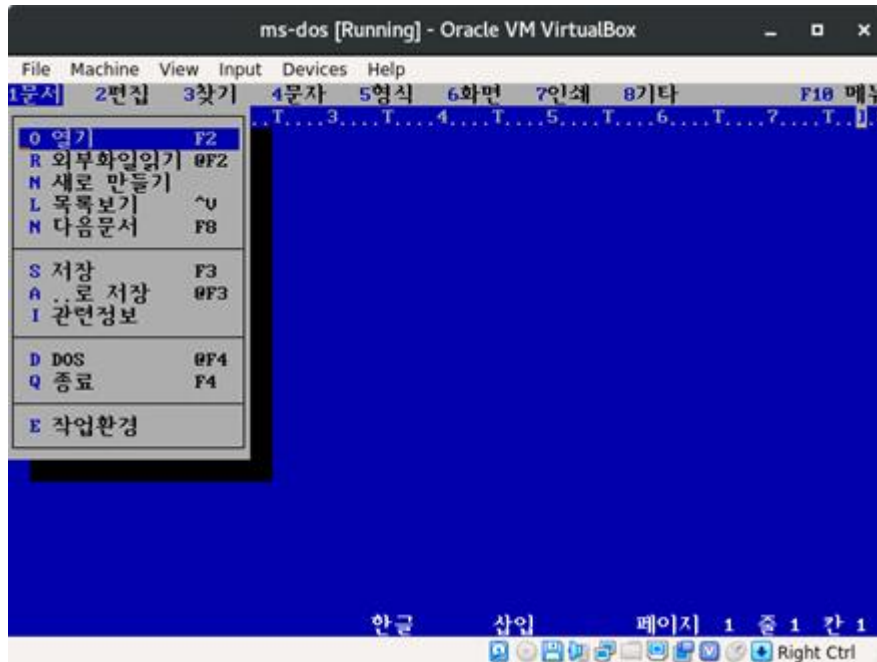 ms-dos [Running] - Oracle VM VirtualBox
File Machine View Input Devices Help
1문서 2편집 3찾기 4문자 5형식 6화면 7인쇄 8기타 F10 메뉴
..T....3....T....4....T....5....T....6....T....7....T..].
O 열기 F2
R 외부화일읽기 @F2
N 새로 만들기
L 목록보기 ^V
N 다음문서 F8
S 저장 F3
A ..로 저장 @F3
I 관련정보
D DOS @F4
Q 종료 F4
E 작업환경
한글 삽입 페이지 1 줄 1 칸 1
Right Ctrl